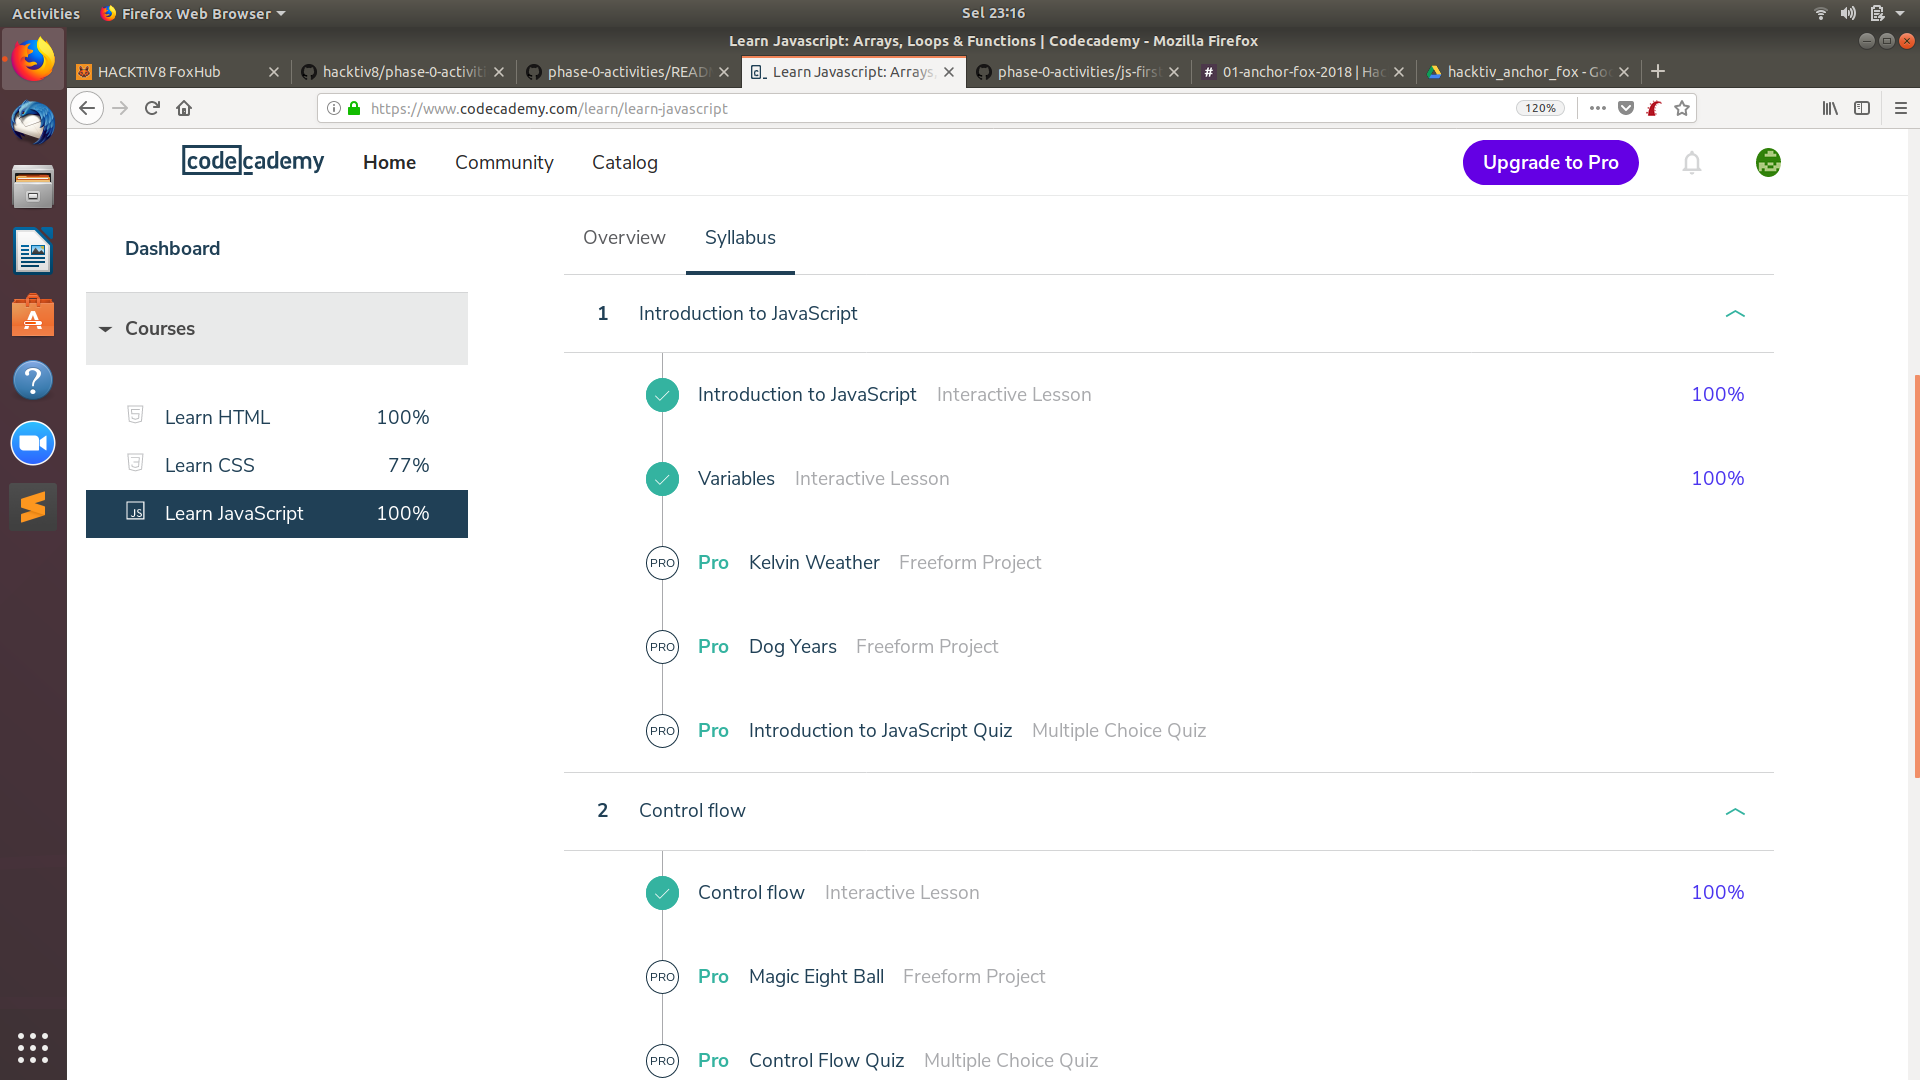 Activities Firefox Web Browser Sel 23:16
Learn Javascript: Arrays, Loops & Functions | Codecademy - Mozilla Firefox
HACKTIV8 FoxHub hacktiv8/phase-0-activiti phase-0-activities/READ Learn Javascript: Arrays, phase-0-activities/js-first 01-anchor-fox-2018 | Hac hacktiv_anchor_fox - Goo
https://www.codecademy.com/learn/learn-javascript 120%
codecademy Home Community Catalog Upgrade to Pro
Overview Syllabus
Dashboard
1 Introduction to JavaScript
Courses
Introduction to JavaScript Interactive Lesson 100%
Learn HTML 100%
Learn CSS 77%
Variables Interactive Lesson 100%
JS Learn JavaScript 100%
PRO Pro Kelvin Weather Freeform Project
PRO Pro Dog Years Freeform Project
PRO Pro Introduction to JavaScript Quiz Multiple Choice Quiz
2 Control flow
Control flow Interactive Lesson 100%
PRO Pro Magic Eight Ball Freeform Project
PRO Pro Control Flow Quiz Multiple Choice Quiz